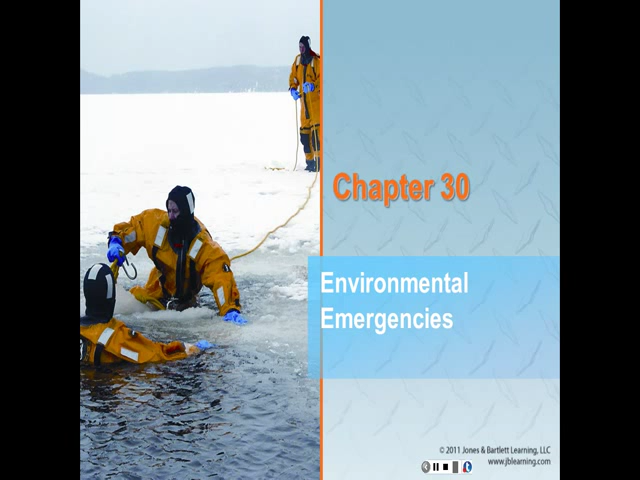 Chapter 30
Environmental
Emergencies
© 2011 Jones & Bartlett Learning, LLC
www.jblearning.com